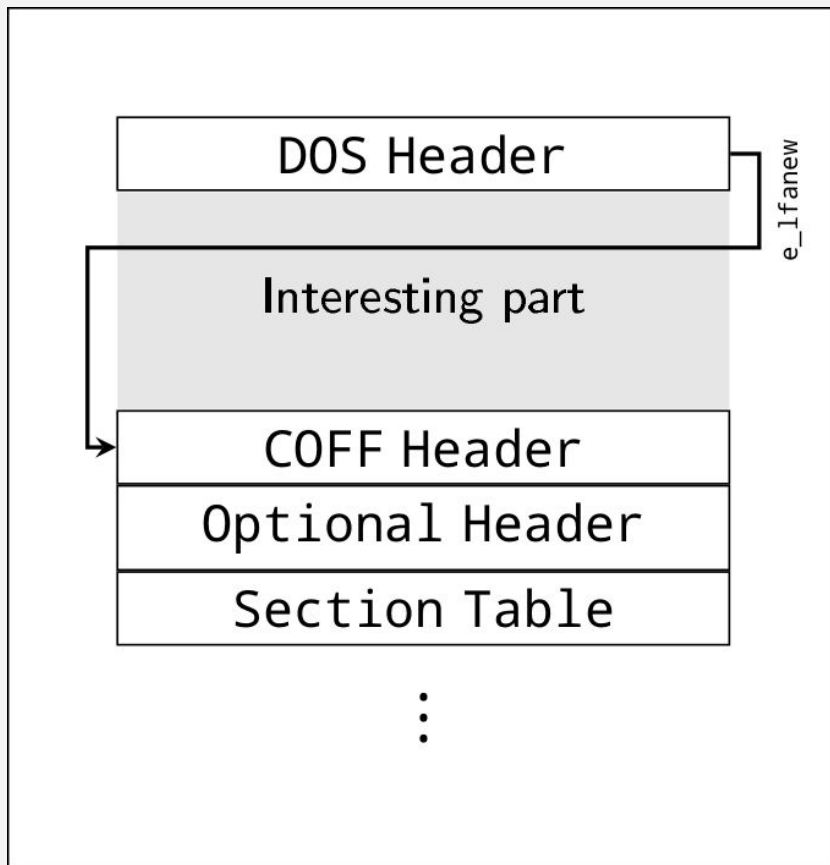 DOS Header
e_lfanew
Interesting part
COFF Header
Optional Header
Section Table
⋮